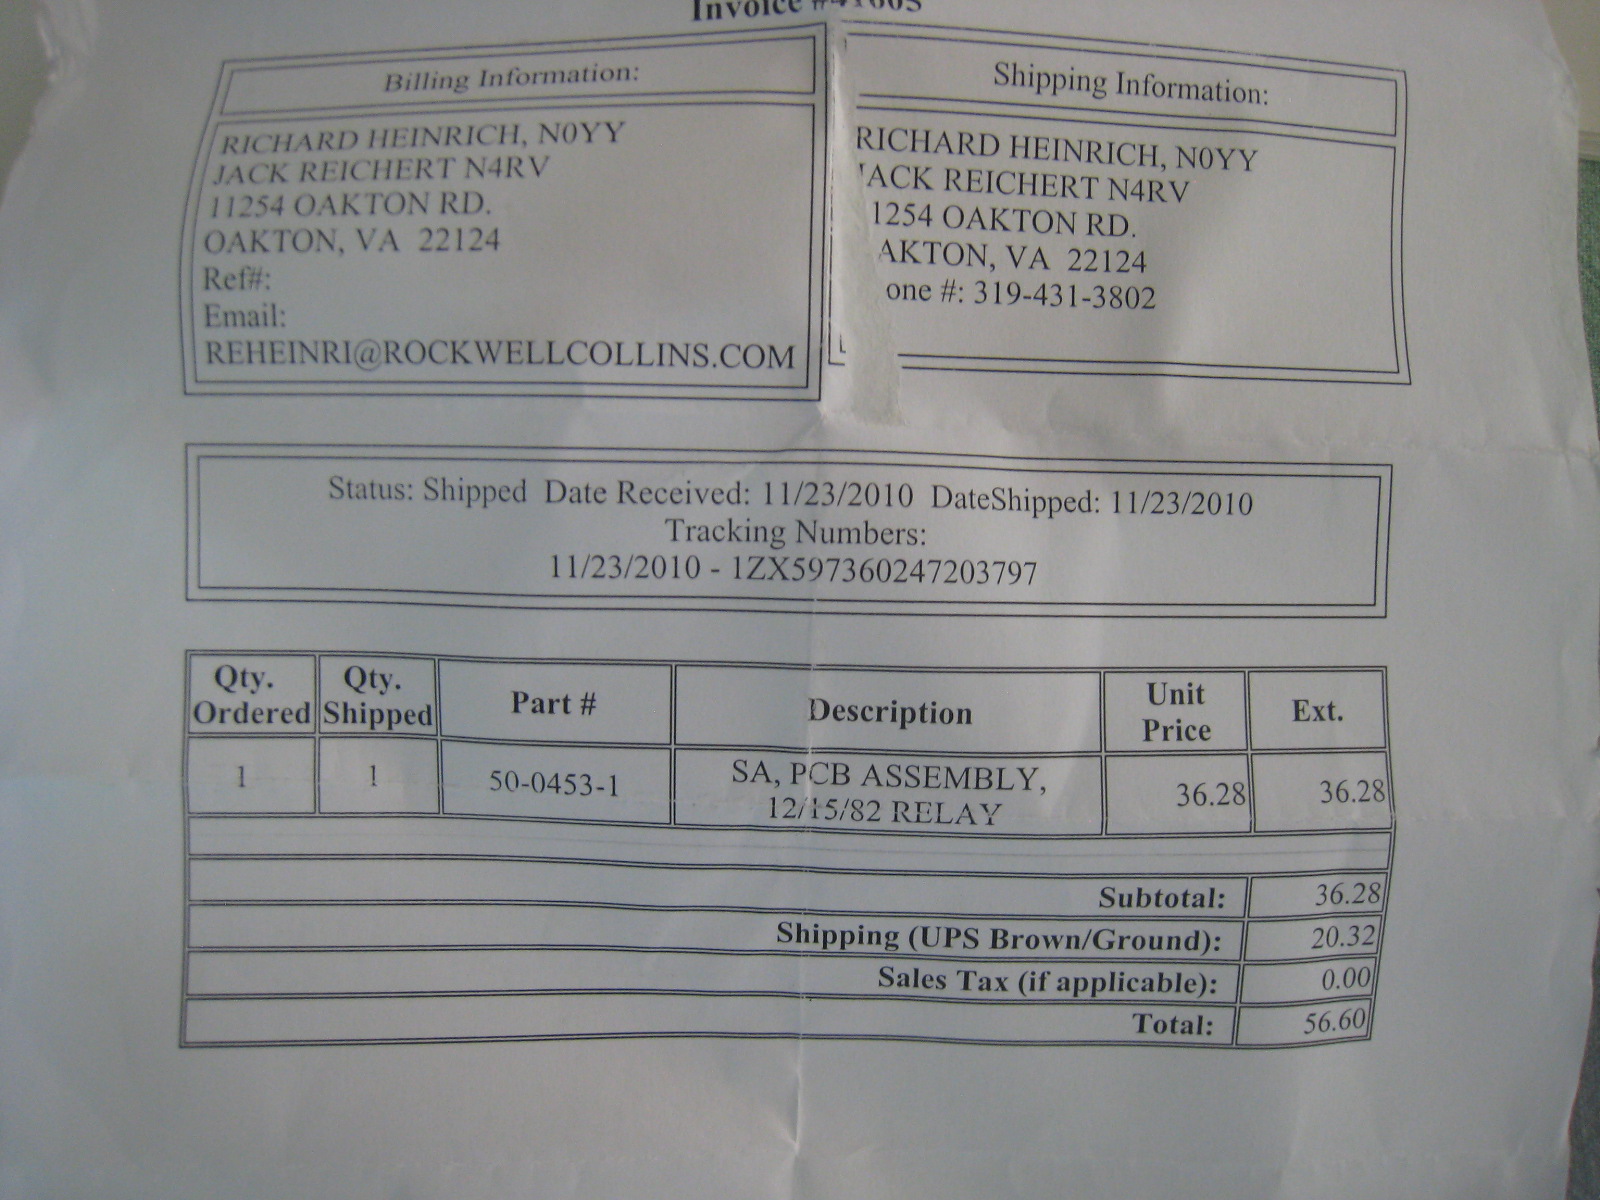 Invoice
Billing Information:
RICHARD HEINRICH, N0YY
JACK REICHERT N4RV
11254 OAKTON RD.
OAKTON, VA 22124
Ref#:
Email:
REHEINRI@ROCKWELLCOLLINS.COM
Shipping Information:
RICHARD HEINRICH, N0YY
ACK REICHERT N4RV
1254 OAKTON RD.
AKTON, VA 22124
one #: 319-431-3802
Status: Shipped Date Received: 11/23/2010 DateShipped: 11/23/2010
Tracking Numbers:
11/23/2010 - 1ZX597360247203797
Qty. Ordered Qty. Shipped Part # Description Unit Price Ext.
1 1 50-0453-1 SA, PCB ASSEMBLY, 12/15/82 RELAY 36.28 36.28
Subtotal: 36.28
Shipping (UPS Brown/Ground): 20.32
Sales Tax (if applicable): 0.00
Total: 56.60